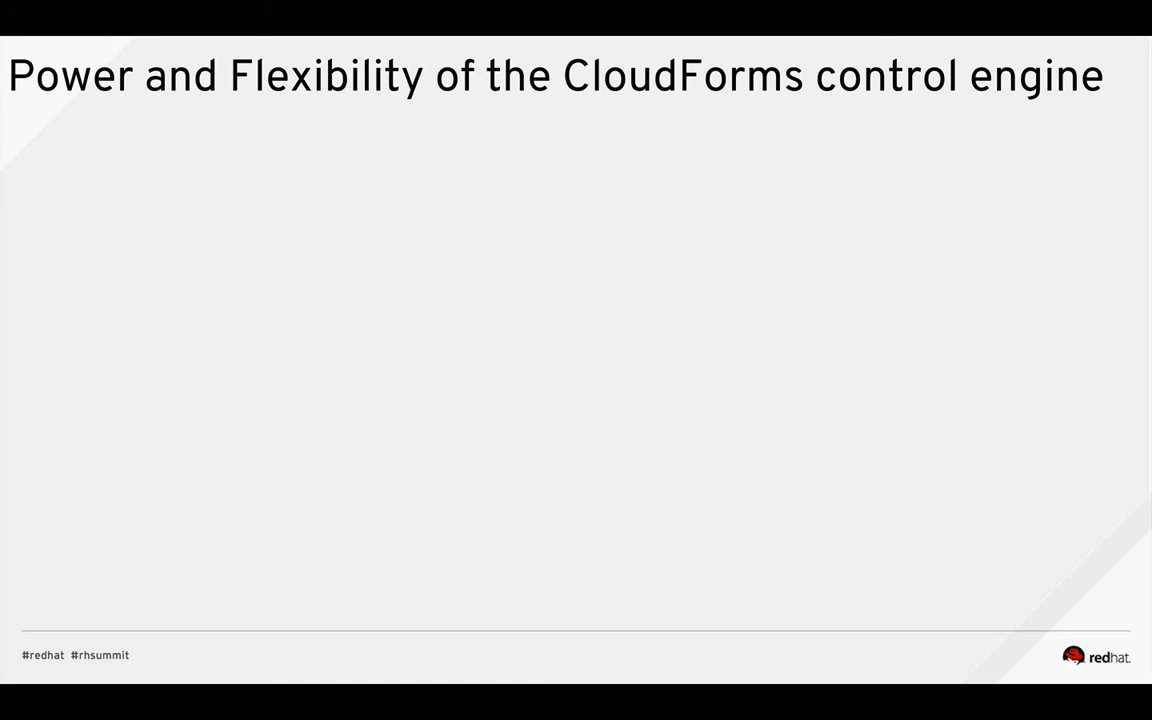 Power and Flexibility of the CloudForms control engine
#redhat #rhsummit
redhat.